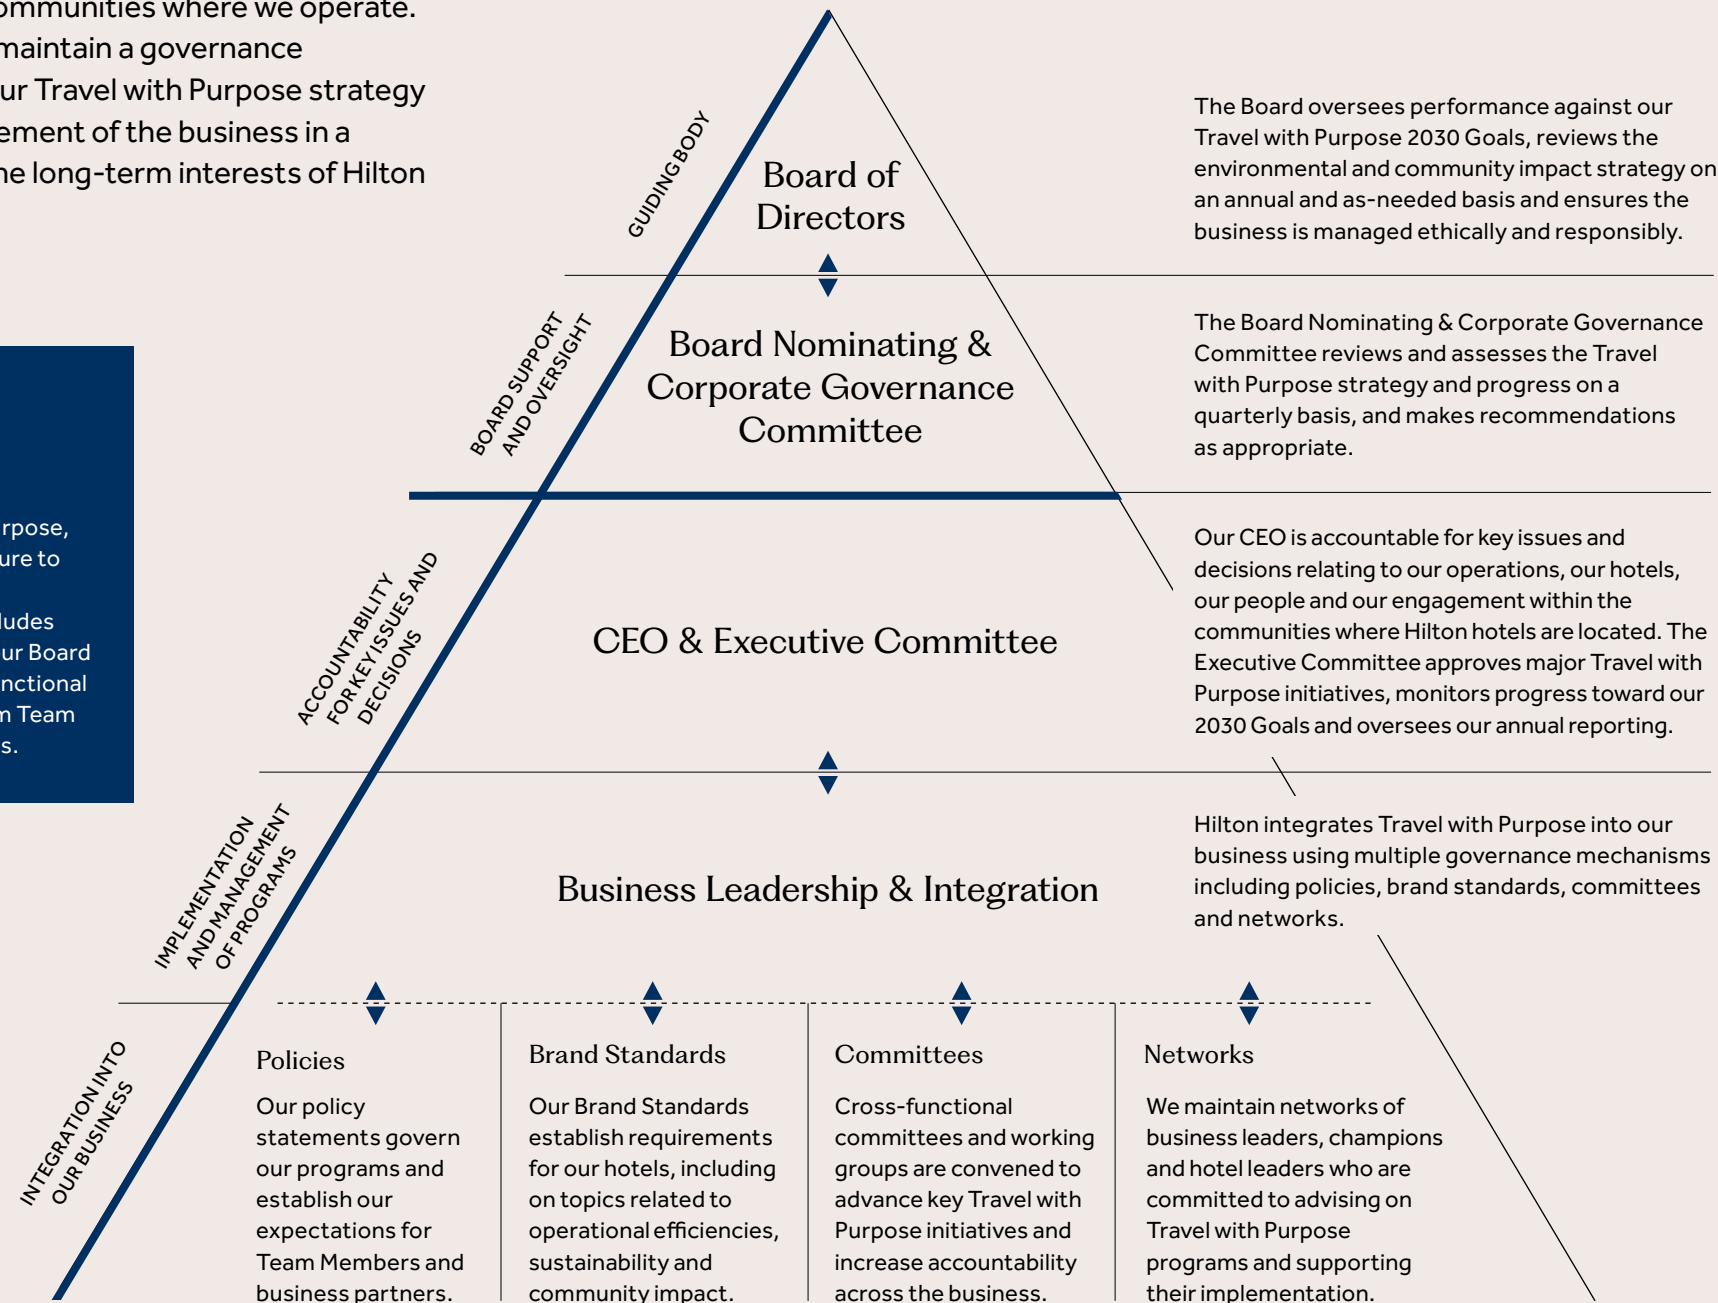 ommunities where we operate.
maintain a governance
ur Travel with Purpose strategy
ement of the business in a
he long-term interests of Hilton
rpose,
ure to
ludes
ur Board
nctional
m Team
s.
GUIDING BODY
Board of
Directors
The Board oversees performance against our
Travel with Purpose 2030 Goals, reviews the
environmental and community impact strategy on
an annual and as-needed basis and ensures the
business is managed ethically and responsibly.
BOARD SUPPORT
AND OVERSIGHT
Board Nominating &
Corporate Governance
Committee
The Board Nominating & Corporate Governance
Committee reviews and assesses the Travel
with Purpose strategy and progress on a
quarterly basis, and makes recommendations
as appropriate.
ACCOUNTABILITY
FOR KEY ISSUES AND
DECISIONS
CEO & Executive Committee
Our CEO is accountable for key issues and
decisions relating to our operations, our hotels,
our people and our engagement within the
communities where Hilton hotels are located. The
Executive Committee approves major Travel with
Purpose initiatives, monitors progress toward our
2030 Goals and oversees our annual reporting.
IMPLEMENTATION
AND MANAGEMENT
OF PROGRAMS
Business Leadership & Integration
Hilton integrates Travel with Purpose into our
business using multiple governance mechanisms
including policies, brand standards, committees
and networks.
INTEGRATION INTO
OUR BUSINESS
Policies
Our policy
statements govern
our programs and
establish our
expectations for
Team Members and
business partners.
Brand Standards
Our Brand Standards
establish requirements
for our hotels, including
on topics related to
operational efficiencies,
sustainability and
community impact.
Committees
Cross-functional
committees and working
groups are convened to
advance key Travel with
Purpose initiatives and
increase accountability
across the business.
Networks
We maintain networks of
business leaders, champions
and hotel leaders who are
committed to advising on
Travel with Purpose
programs and supporting
their implementation.